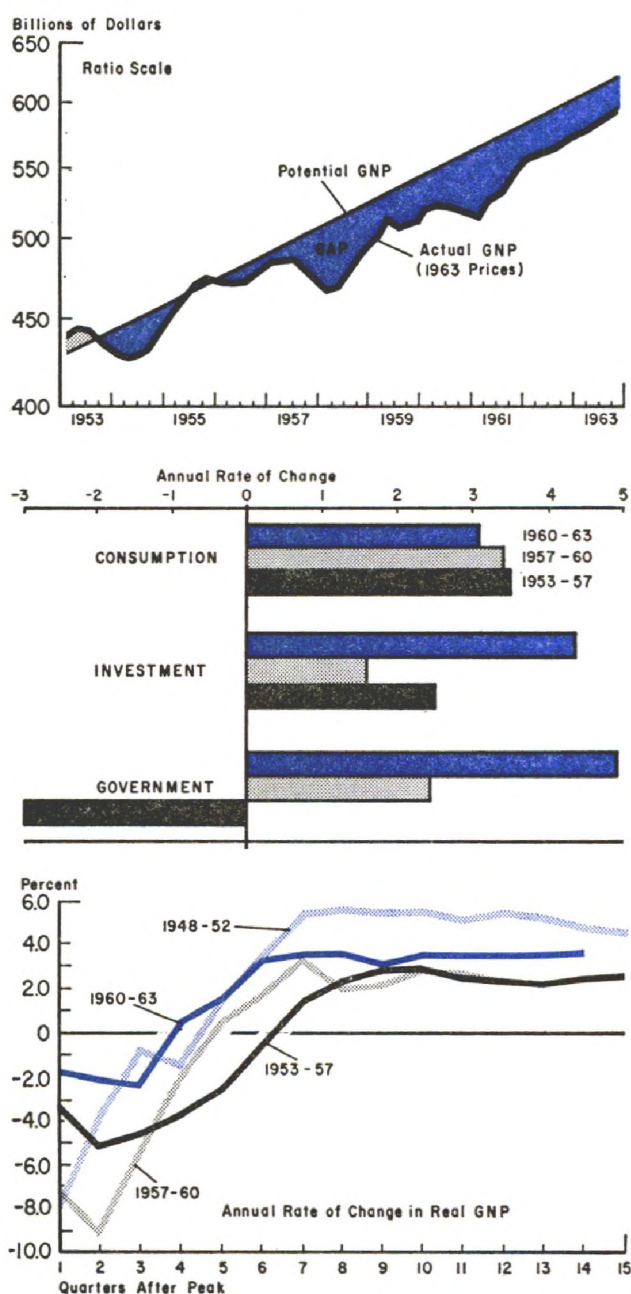 Billions of Dollars
650
Ratio Scale
600
550
Potential GNP
500
GAP
Actual GNP
(1963 Prices)
450
400
1953 1955 1957 1959 1961 1963
Annual Rate of Change
-3 -2 -1 0 1 2 3 4 5
1960-63
CONSUMPTION
1957-60
1953-57
INVESTMENT
GOVERNMENT
Percent
6.0
1948-52
4.0
2.0
1960-63
0
1953-57
-2.0
-4.0
-6.0
1957-60
-8.0
Annual Rate of Change in Real GNP
-10.0
1 2 3 4 5 6 7 8 9 10 11 12 13 14 15
Quarters After Peak